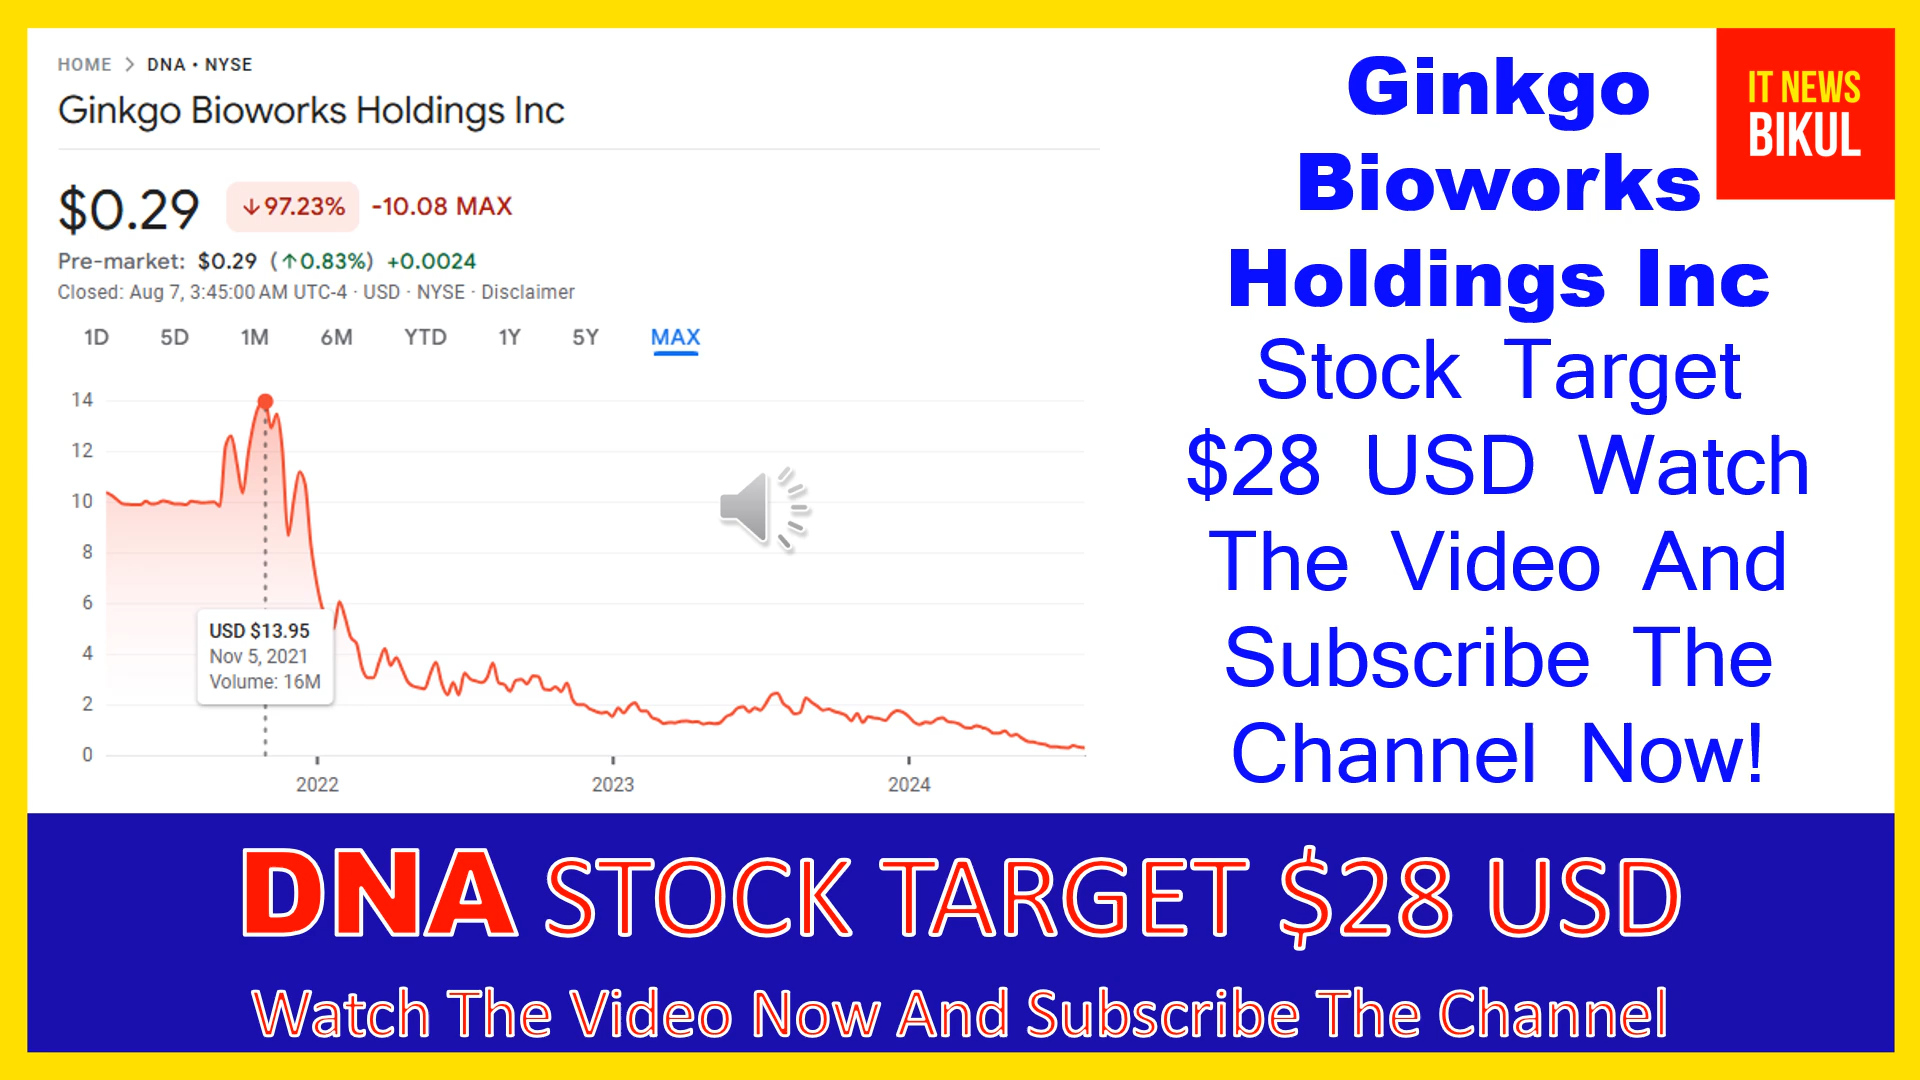 HOME > DNA • NYSE
Ginkgo Bioworks Holdings Inc
$0.29 ↓97.23% -10.08 MAX
Pre-market: $0.29 (↑0.83%) +0.0024
Closed: Aug 7, 3:45:00 AM UTC-4 · USD · NYSE · Disclaimer
1D 5D 1M 6M YTD 1Y 5Y MAX
14
12
10
8
6
4
2
0
USD $13.95
Nov 5, 2021
Volume: 16M
2022 2023 2024
Ginkgo
Bioworks
Holdings Inc
Stock Target
$28 USD Watch
The Video And
Subscribe The
Channel Now!
IT NEWS
BIKUL
DNA STOCK TARGET $28 USD
Watch The Video Now And Subscribe The Channel